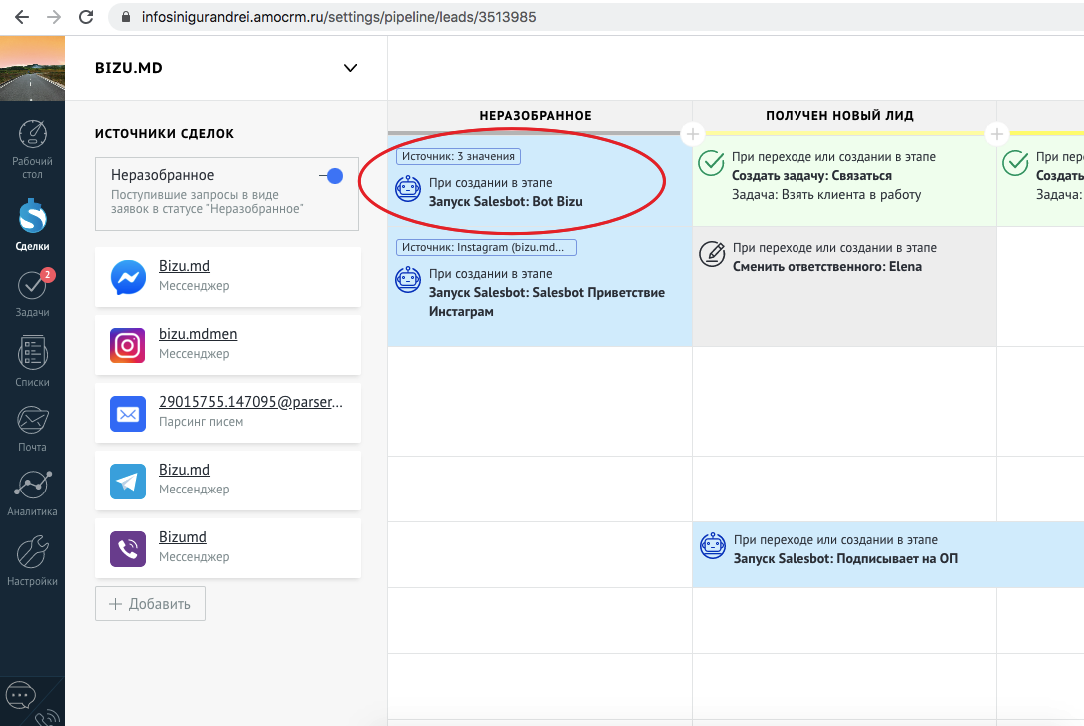 infosinigurandrei.amocrm.ru/settings/pipeline/leads/3513985
BIZU.MD
Рабочий
стол
Сделки
2
Задачи
Списки
Почта
Аналитика
Настройки
ИСТОЧНИКИ СДЕЛОК
Неразобранное
Поступившие запросы в виде
заявок в статусе "Неразобранное"
Bizu.md
Мессенджер
bizu.mdmen
Мессенджер
29015755.147095@parser...
Парсинг писем
Bizu.md
Мессенджер
Bizumd
Мессенджер
+ Добавить
НЕРАЗОБРАННОЕ
Источник: 3 значения
При создании в этапе
Запуск Salesbot: Bot Bizu
Источник: Instagram (bizu.md...
При создании в этапе
Запуск Salesbot: Salesbot Приветствие
Инстаграм
ПОЛУЧЕН НОВЫЙ ЛИД
При переходе или создании в этапе
Создать задачу: Связаться
Задача: Взять клиента в работу
При переходе или создании в этапе
Сменить ответственного: Elena
При переходе или создании в этапе
Запуск Salesbot: Подписывает на ОП
При пере
Создать
Задача: